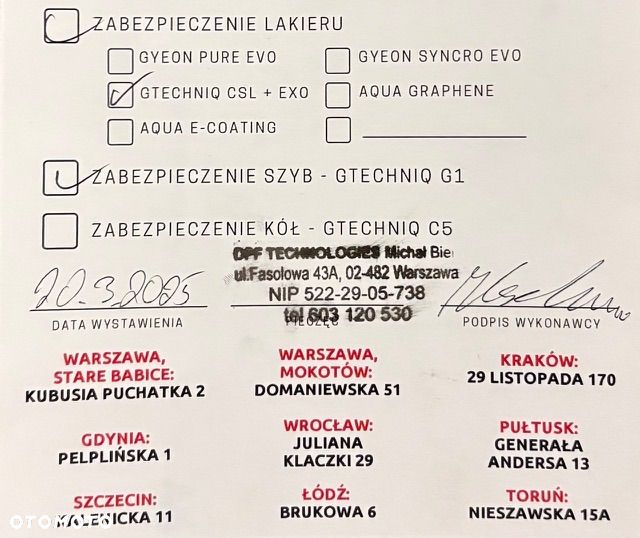 ZABEZPIECZENIE LAKIERU
GYEON PURE EVO
GYEON SYNCRO EVO
GTECHNIQ CSL + EXO
AQUA GRAPHENE
AQUA E-COATING
ZABEZPIECZENIE SZYB - GTECHNIQ G1
ZABEZPIECZENIE KÓŁ - GTECHNIQ C5
DPF TECHNOLOGIES Michał Bie
ul.Fasolowa 43A, 02-482 Warszawa
NIP 522-29-05-738
tel 603 120 530
20.3.2025
DATA WYSTAWIENIA
PIECZĘĆ
PODPIS WYKONAWCY
WARSZAWA,
STARE BABICE:
KUBUSIA PUCHATKA 2
WARSZAWA,
MOKOTÓW:
DOMANIEWSKA 51
KRAKÓW:
29 LISTOPADA 170
GDYNIA:
PELPLIŃSKA 1
WROCŁAW:
JULIANA
KLACZKI 29
PUŁTUSK:
GENERAŁA
ANDERSA 13
SZCZECIN:
11
ŁÓDŹ:
BRUKOWA 6
TORUŃ:
NIESZAWSKA 15A
OTOMOTO